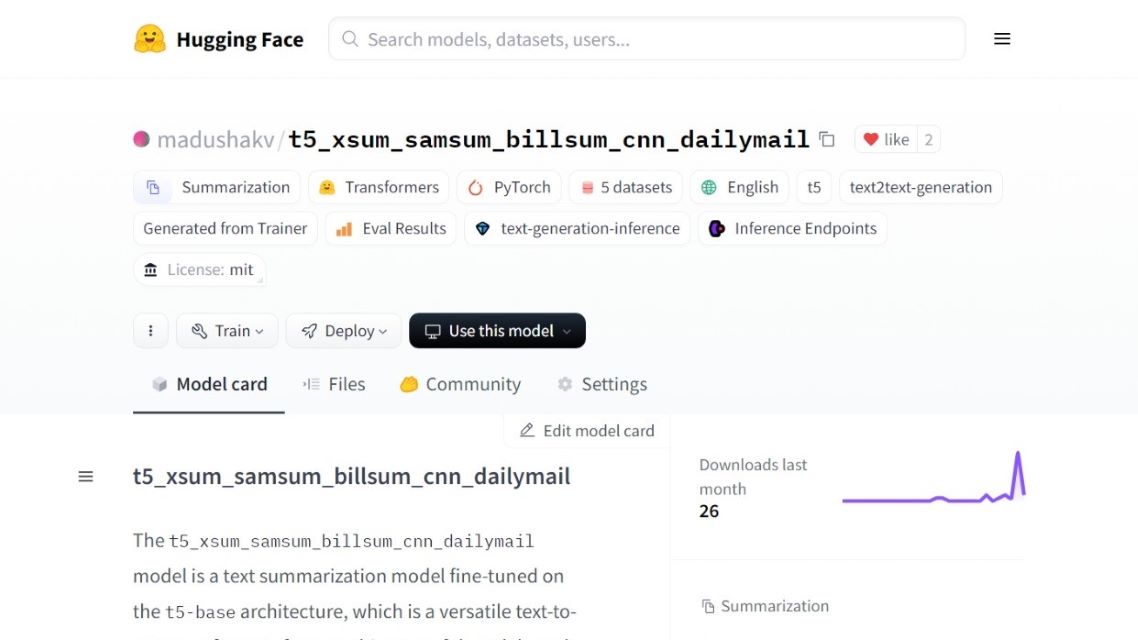 Hugging Face
Search models, datasets, users...
madushakv/t5_xsum_samsum_billsum_cnn_dailymail
like 2
Summarization
Transformers
PyTorch
5 datasets
English
t5
text2text-generation
Generated from Trainer
Eval Results
text-generation-inference
Inference Endpoints
License: mit
Train
Deploy
Use this model
Model card
Files
Community
Settings
Edit model card
t5_xsum_samsum_billsum_cnn_dailymail
The t5_xsum_samsum_billsum_cnn_dailymail
model is a text summarization model fine-tuned on
the t5-base architecture, which is a versatile text-to-
Downloads last
month
26
Summarization